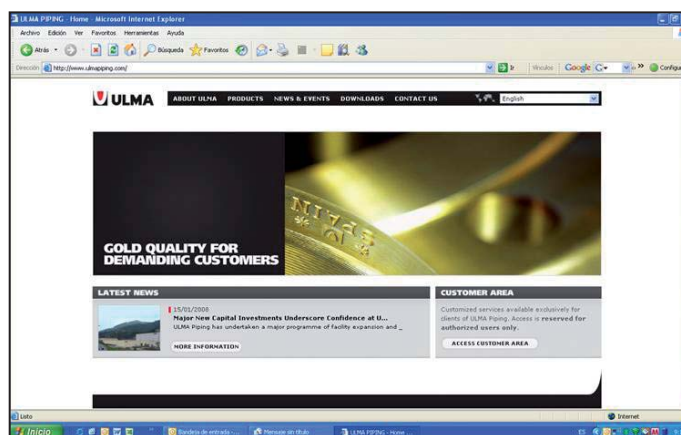 ULMA PIPING - Home - Microsoft Internet Explorer
Archivo Edición Ver Favoritos Herramientas Ayuda
Atrás Búsqueda Favoritos
Dirección http://www.ulmapiping.com/ Ir Vínculos Google Configu
ULMA ABOUT ULMA PRODUCTS NEWS & EVENTS DOWNLOADS CONTACT US English
SPAIN
GOLD QUALITY FOR
DEMANDING CUSTOMERS
LATEST NEWS
15/01/2008
Major New Capital Investments Underscore Confidence at U...
ULMA Piping has undertaken a major programme of facility expansion and _
MORE INFORMATION
CUSTOMER AREA
Customized services available exclusively for
clients of ULMA Piping. Access is reserved for
authorized users only.
ACCESS CUSTOMER AREA
Listo Internet
Inicio Bandeja de entrada -... Mensaje sin título ULMA PIPING - Home ... ES